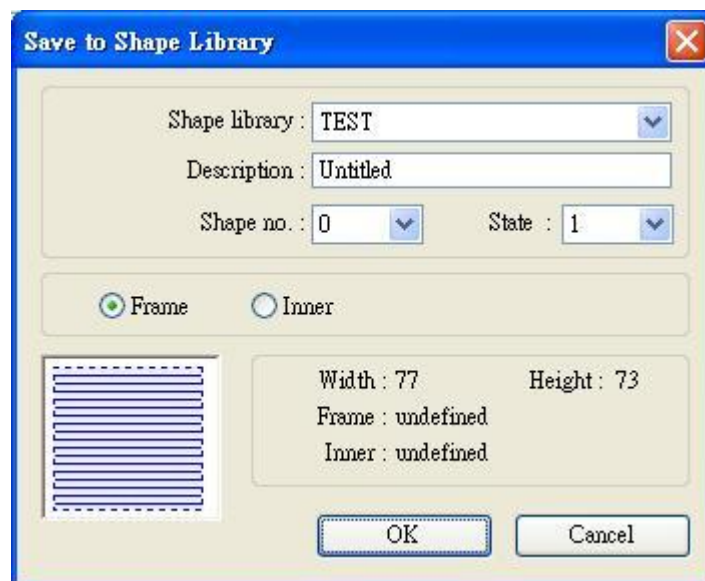 Save to Shape Library
Shape library : TEST
Description : Untitled
Shape no. : 0 State : 1
Frame Inner
Width : 77 Height : 73
Frame : undefined
Inner : undefined
OK Cancel